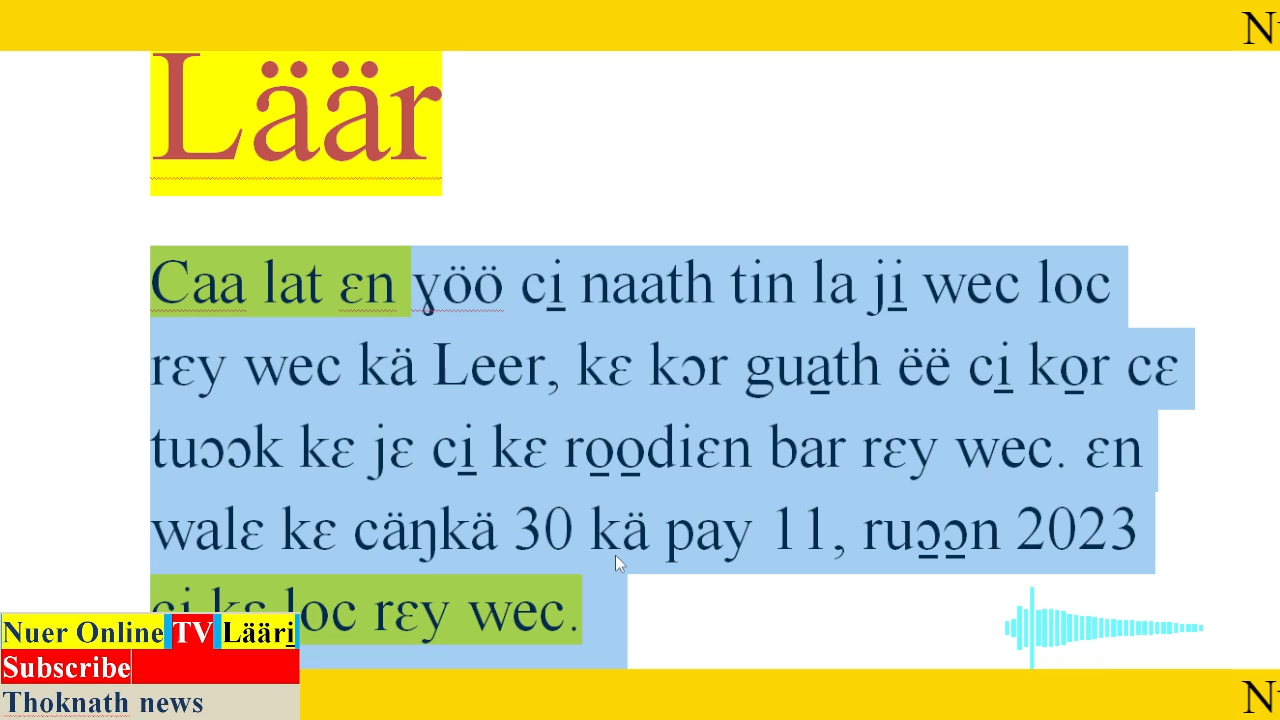 Läär
Caa lat ɛn ɣöö ci̱ naath tin la ji̱ wec loc
rɛy wec kä Leer, kɛ kɔr gua̱th ëë ci̱ ko̱r cɛ
tuɔɔk kɛ jɛ ci̱ kɛ ro̱o̱diɛn bar rɛy wec. ɛn
walɛ kɛ cäŋkä 30 kä pay 11, ruɔ̱ɔ̱n 2023
ci̱ kɛ loc rɛy wec.
Nuer Online TV Lääri̱
Subscribe
Thoknath news